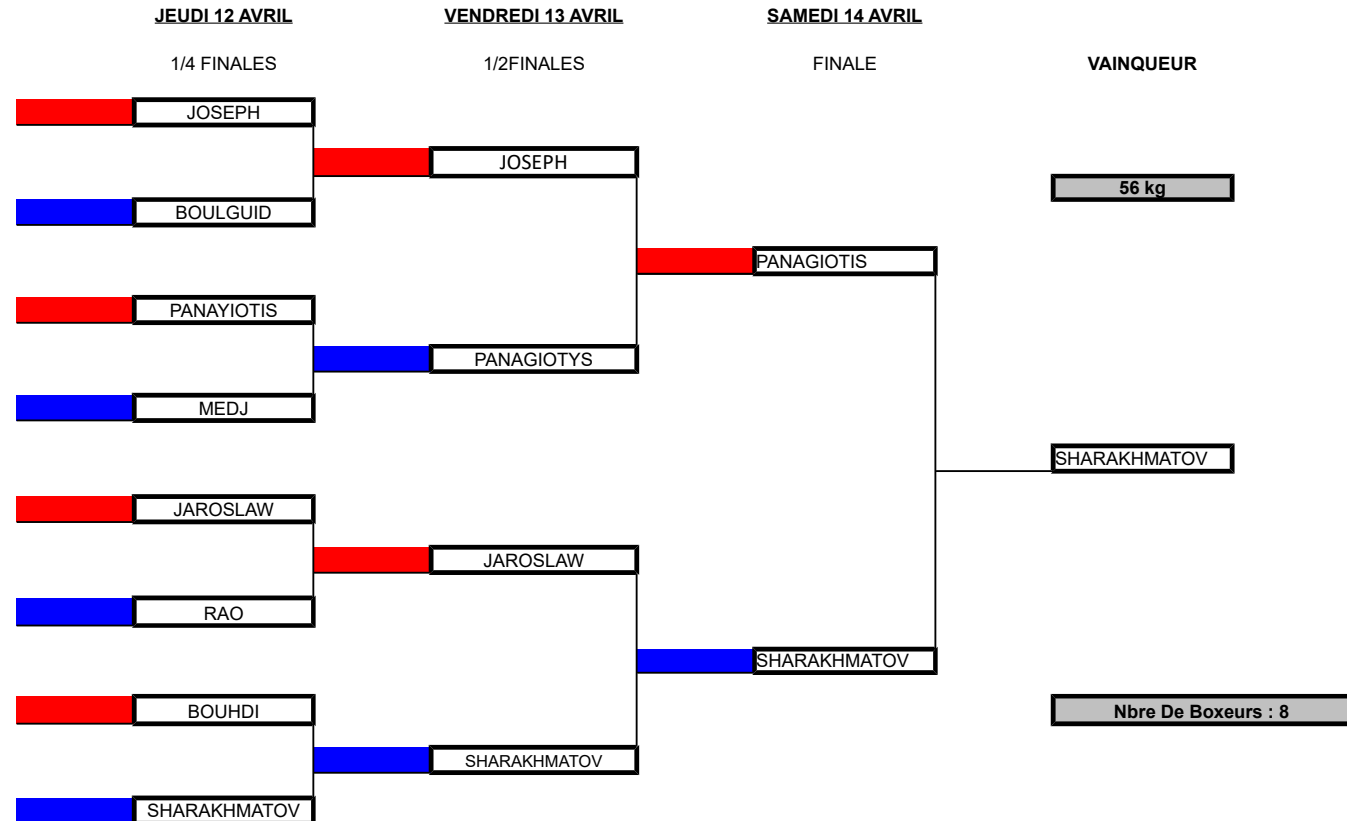 JEUDI 12 AVRIL
VENDREDI 13 AVRIL
SAMEDI 14 AVRIL
1/4 FINALES
1/2FINALES
FINALE
VAINQUEUR
JOSEPH
JOSEPH
56 kg
BOULGUID
PANAGIOTIS
PANAYIOTIS
PANAGIOTYS
MEDJ
SHARAKHMATOV
JAROSLAW
JAROSLAW
RAO
SHARAKHMATOV
BOUHDI
Nbre De Boxeurs : 8
SHARAKHMATOV
SHARAKHMATOV